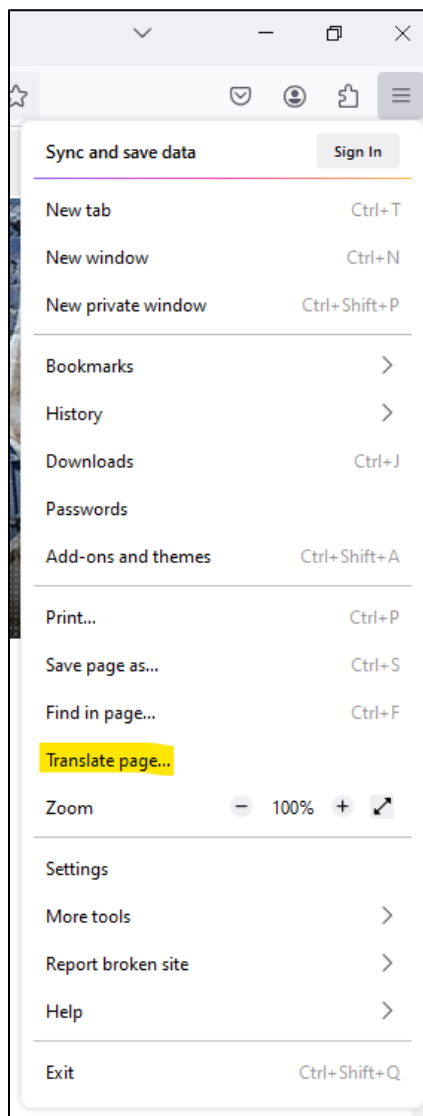 Sync and save data Sign In
New tab Ctrl+T
New window Ctrl+N
New private window Ctrl+Shift+P
Bookmarks
History
Downloads Ctrl+J
Passwords
Add-ons and themes Ctrl+Shift+A
Print... Ctrl+P
Save page as... Ctrl+S
Find in page... Ctrl+F
Translate page...
Zoom − 100% +
Settings
More tools
Report broken site
Help
Exit Ctrl+Shift+Q